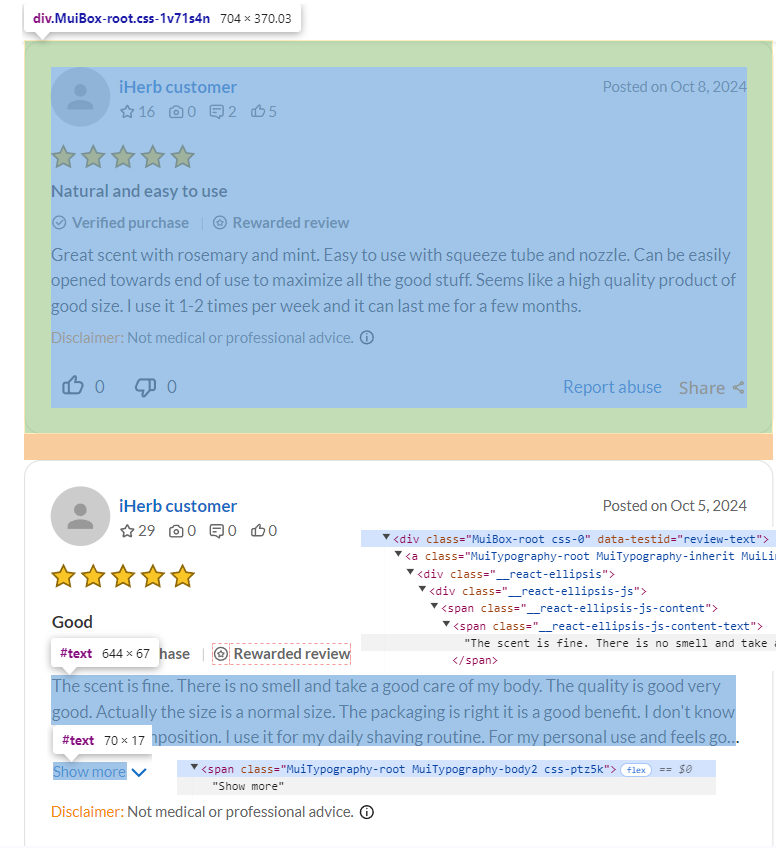 div.MuiBox-root.css-1v71s4n 704 × 370.03
iHerb customer
Posted on Oct 8, 2024
16 0 2 5
Natural and easy to use
Verified purchase | Rewarded review
Great scent with rosemary and mint. Easy to use with squeeze tube and nozzle. Can be easily
opened towards end of use to maximize all the good stuff. Seems like a high quality product of
good size. I use it 1-2 times per week and it can last me for a few months.
Disclaimer: Not medical or professional advice.
0 0
Report abuse Share
iHerb customer
Posted on Oct 5, 2024
29 0 0 0
<div class="MuiBox-root css-0" data-testid="review-text">
<a class="MuiTypography-root MuiTypography-inherit MuiLin
<div class="__react-ellipsis">
<div class="__react-ellipsis-js">
<span class="__react-ellipsis-js-content">
<span class="__react-ellipsis-js-content-text">
"The scent is fine. There is no smell and take a
</span>
Good
#text 644 × 67
hase | Rewarded review
The scent is fine. There is no smell and take a good care of my body. The quality is good very
good. Actually the size is a normal size. The packaging is right it is a good benefit. I don't know
#text 70 × 17
mposition. I use it for my daily shaving routine. For my personal use and feels go...
Show more
<span class="MuiTypography-root MuiTypography-body2 css-ptz5k"> flex == $0
"Show more"
Disclaimer: Not medical or professional advice.